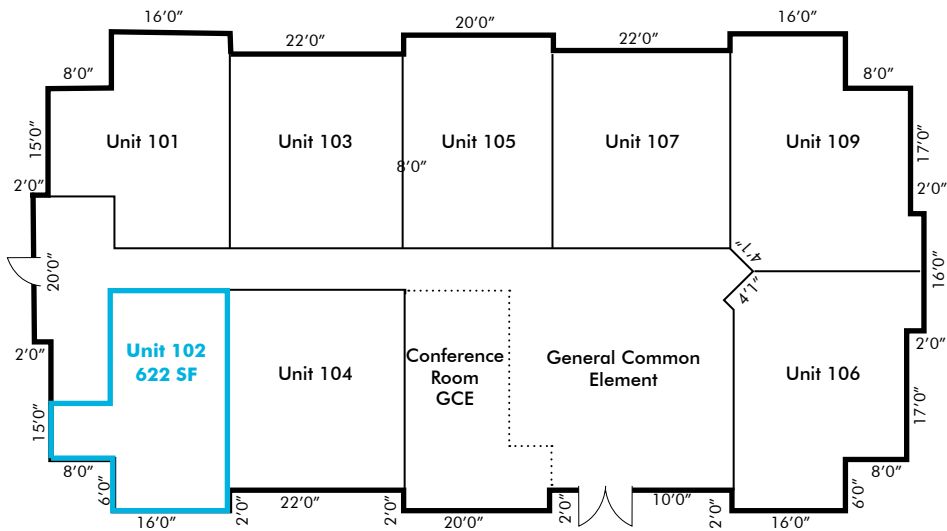 16'0"
20'0"
16'0"
22'0"
22'0"
8'0"
8'0"
15'0"
Unit 101
Unit 103
Unit 105
Unit 107
Unit 109
17'0"
8'0"
2'0"
2'0"
4'1"
20'0"
16'0"
4'1"
2'0"
2'0"
Unit 102
622 SF
Unit 104
Conference
Room
GCE
General Common
Element
Unit 106
15'0"
17'0"
8'0"
6'0"
8'0"
6'0"
16'0"
2'0"
22'0"
2'0"
20'0"
2'0"
10'0"
2'0"
16'0"